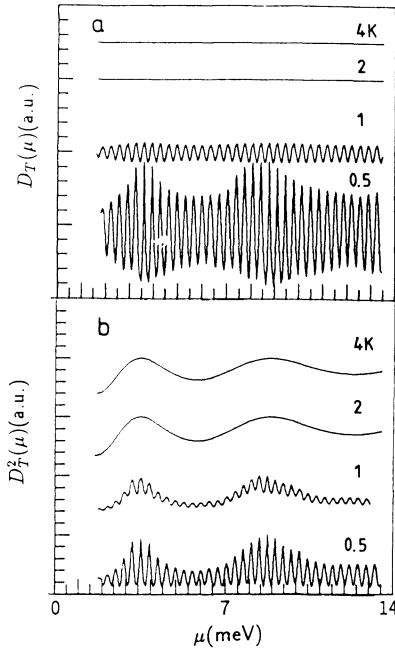 a
4K
2
1
0.5
D_T(μ)(a.u.)
b
4K
2
1
0.5
D_T^2(μ)(a.u.)
0 7 14
μ(meV)